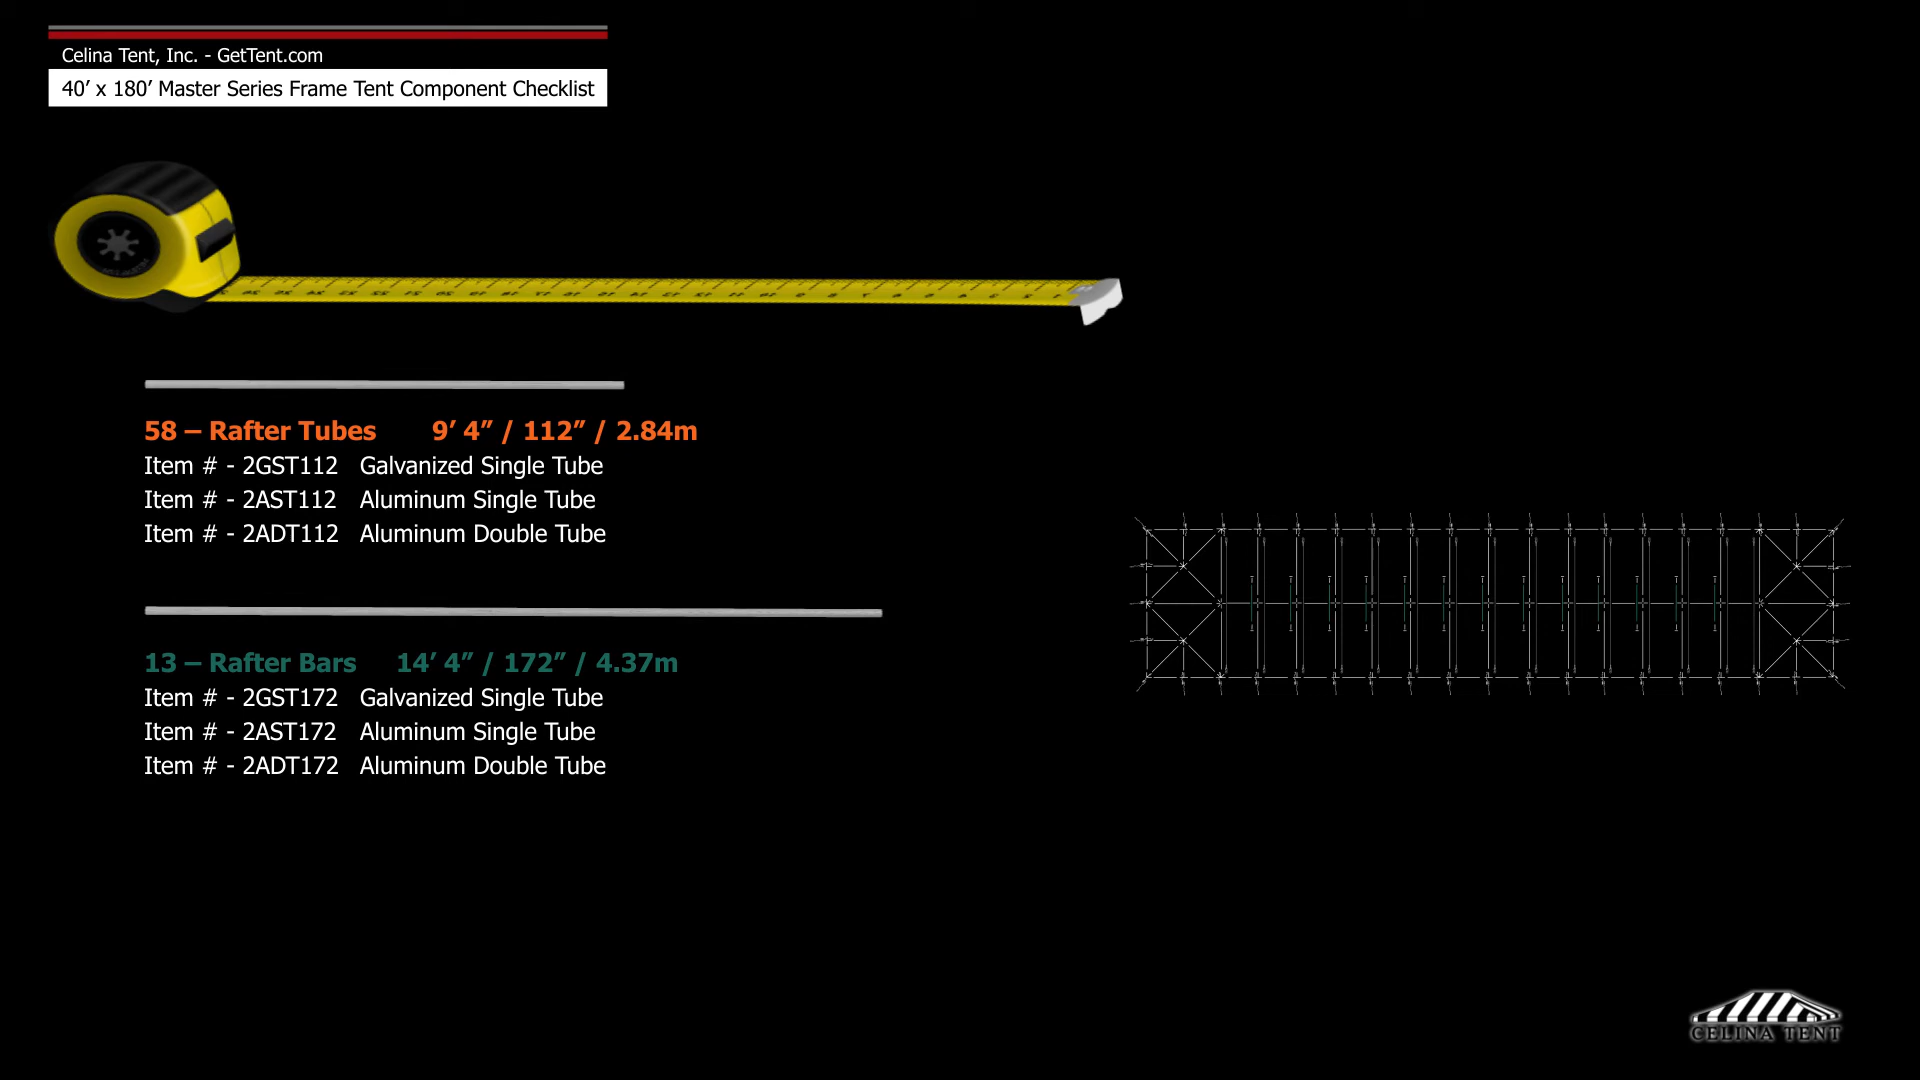 Celina Tent, Inc. - GetTent.com
40’ x 180’ Master Series Frame Tent Component Checklist
58 – Rafter Tubes 9’ 4” / 112” / 2.84m
Item # - 2GST112 Galvanized Single Tube
Item # - 2AST112 Aluminum Single Tube
Item # - 2ADT112 Aluminum Double Tube
13 – Rafter Bars 14’ 4” / 172” / 4.37m
Item # - 2GST172 Galvanized Single Tube
Item # - 2AST172 Aluminum Single Tube
Item # - 2ADT172 Aluminum Double Tube
CELINA TENT